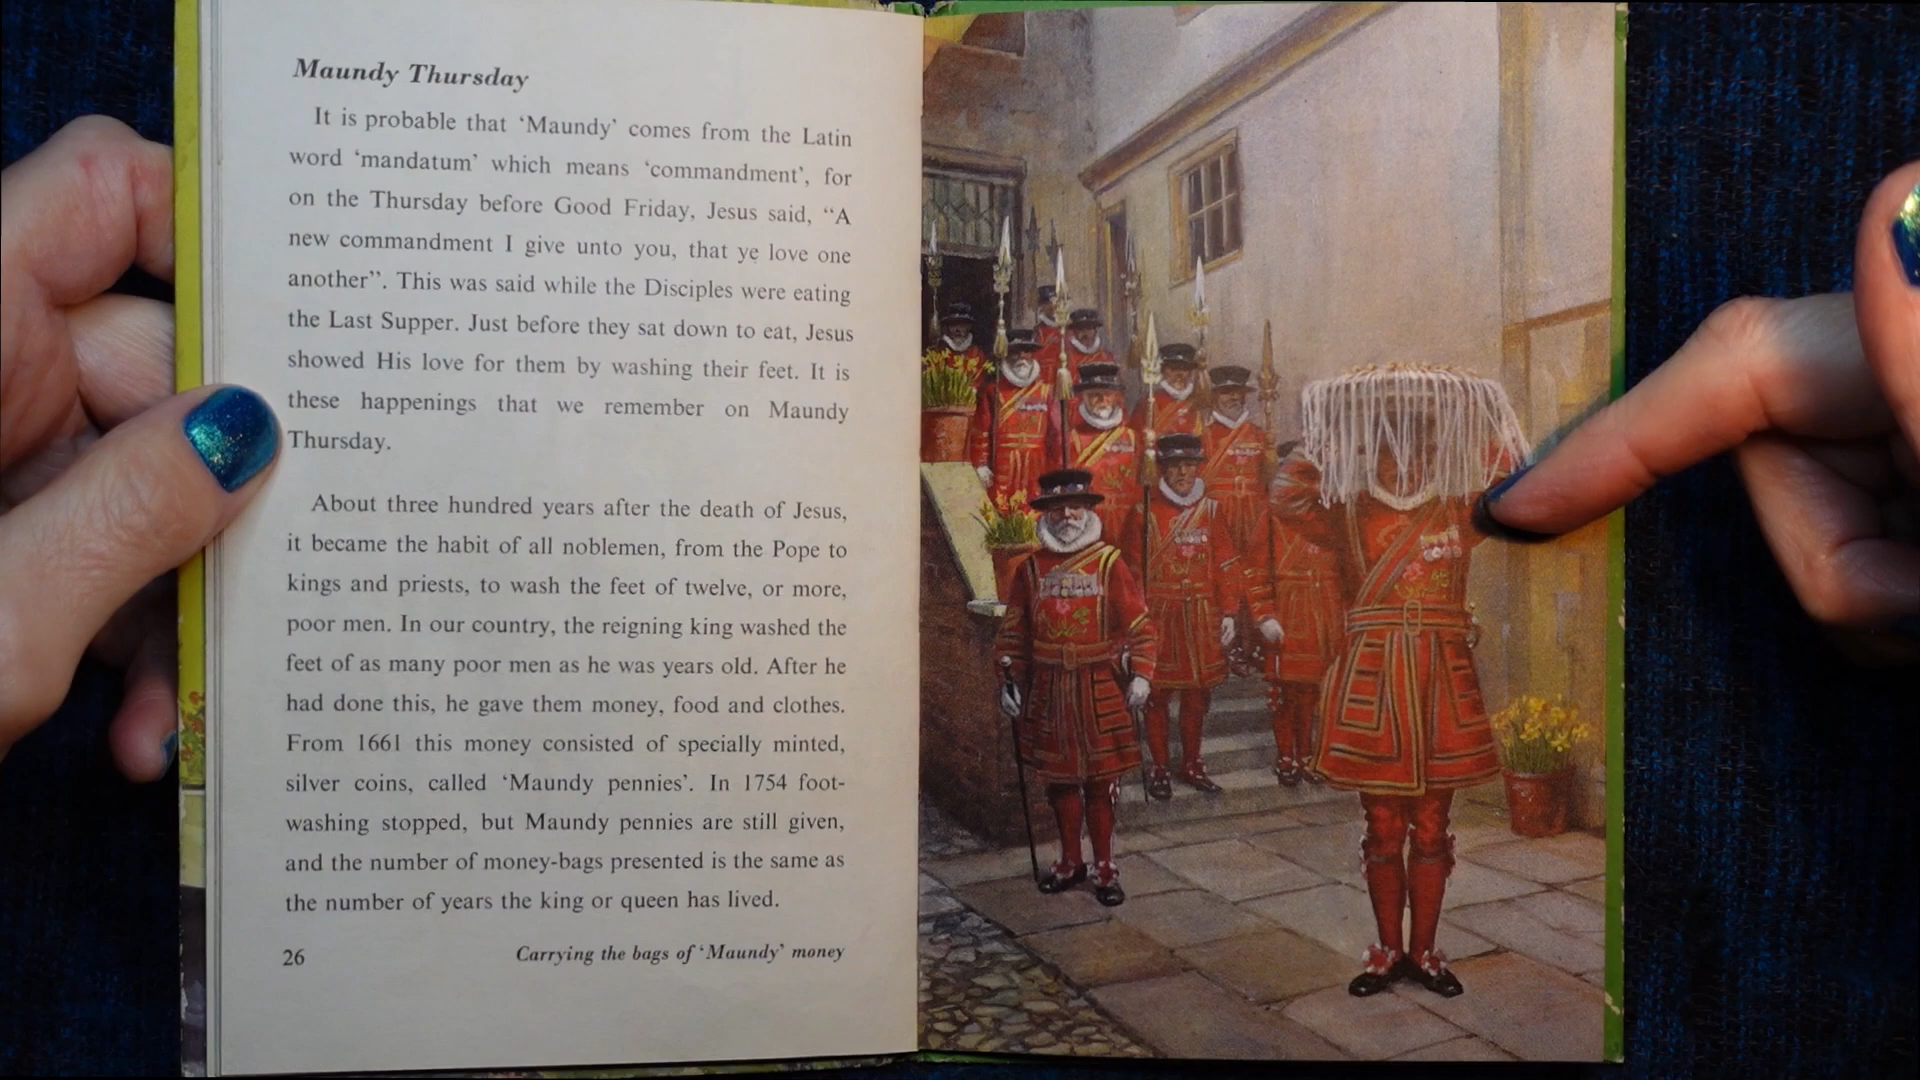 Maundy Thursday
It is probable that ‘Maundy’ comes from the Latin
word ‘mandatum’ which means ‘commandment’, for
on the Thursday before Good Friday, Jesus said, “A
new commandment I give unto you, that ye love one
another”. This was said while the Disciples were eating
the Last Supper. Just before they sat down to eat, Jesus
showed His love for them by washing their feet. It is
these happenings that we remember on Maundy
Thursday.
About three hundred years after the death of Jesus,
it became the habit of all noblemen, from the Pope to
kings and priests, to wash the feet of twelve, or more,
poor men. In our country, the reigning king washed the
feet of as many poor men as he was years old. After he
had done this, he gave them money, food and clothes.
From 1661 this money consisted of specially minted,
silver coins, called ‘Maundy pennies’. In 1754 foot-
washing stopped, but Maundy pennies are still given,
and the number of money-bags presented is the same as
the number of years the king or queen has lived.
26 Carrying the bags of ‘Maundy’ money